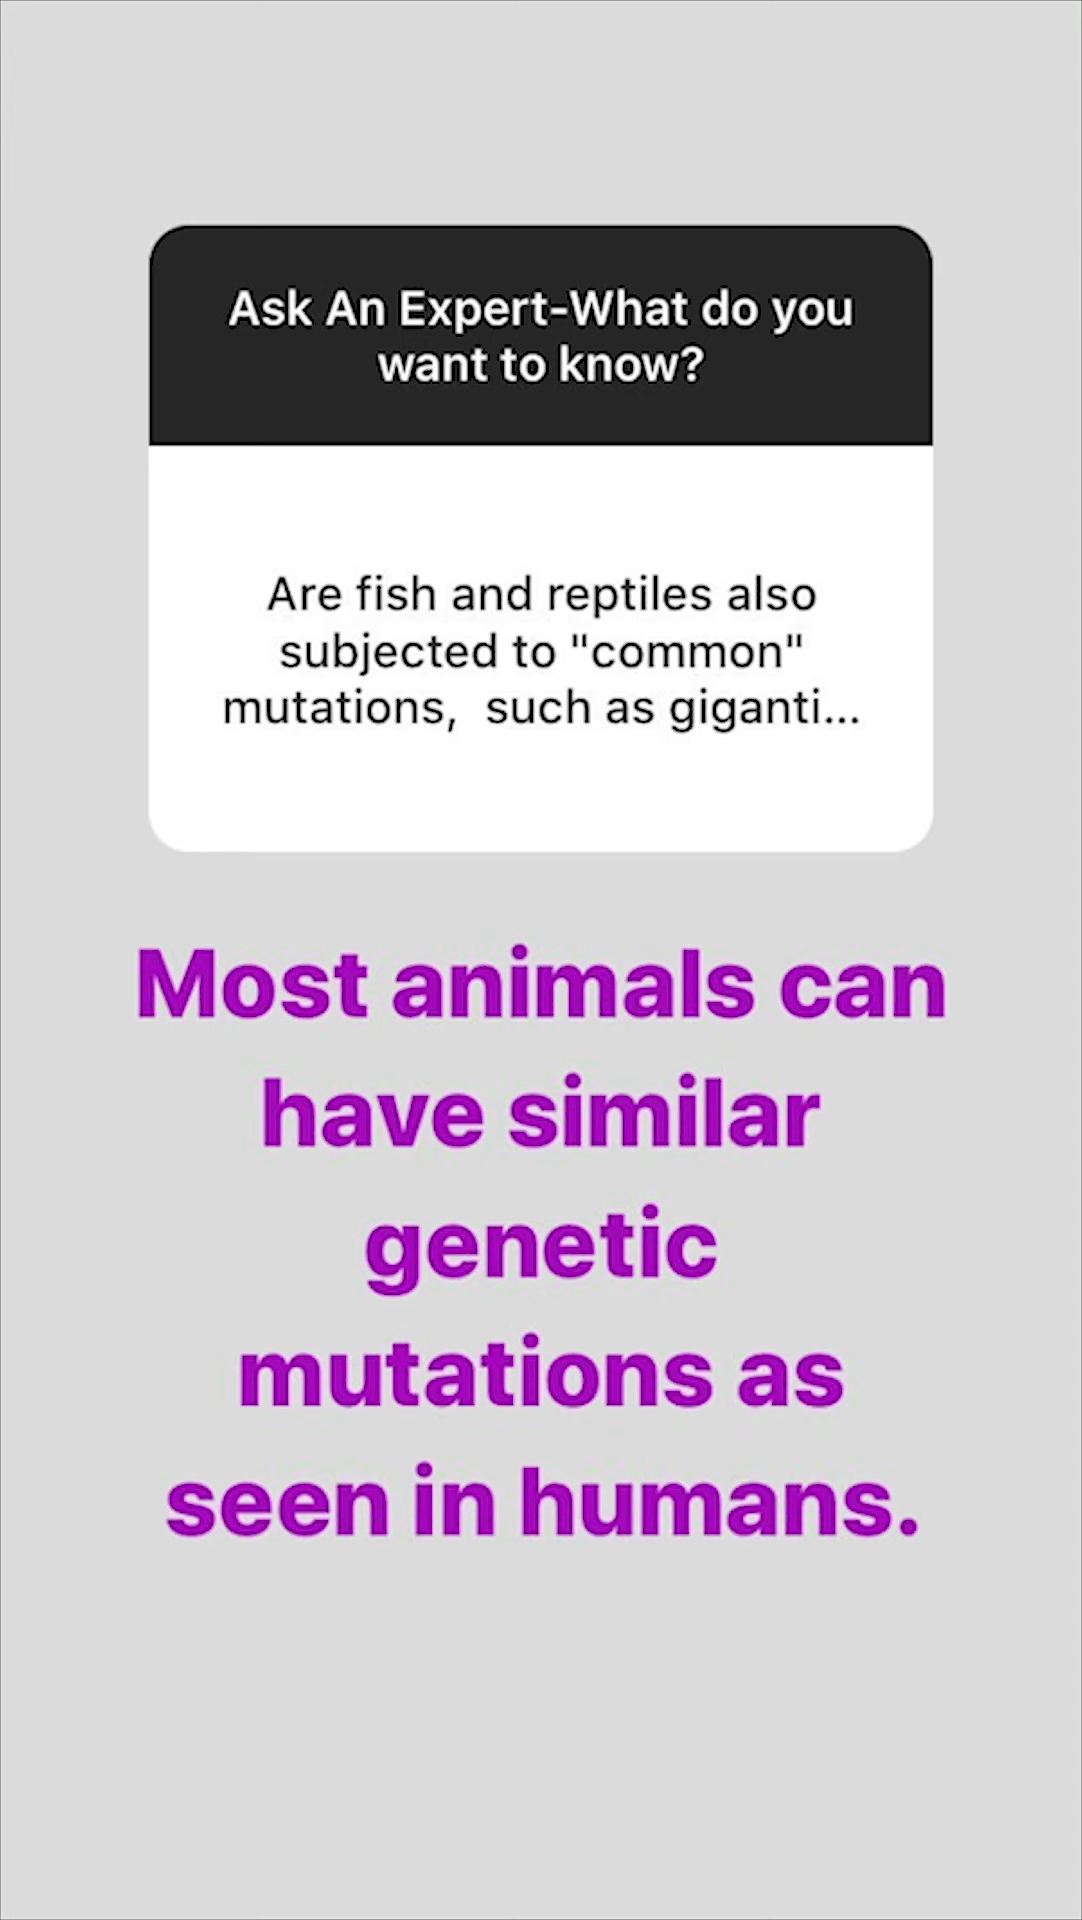 Ask An Expert-What do you
want to know?
Are fish and reptiles also
subjected to "common"
mutations,  such as giganti...
Most animals can
have similar
genetic
mutations as
seen in humans.